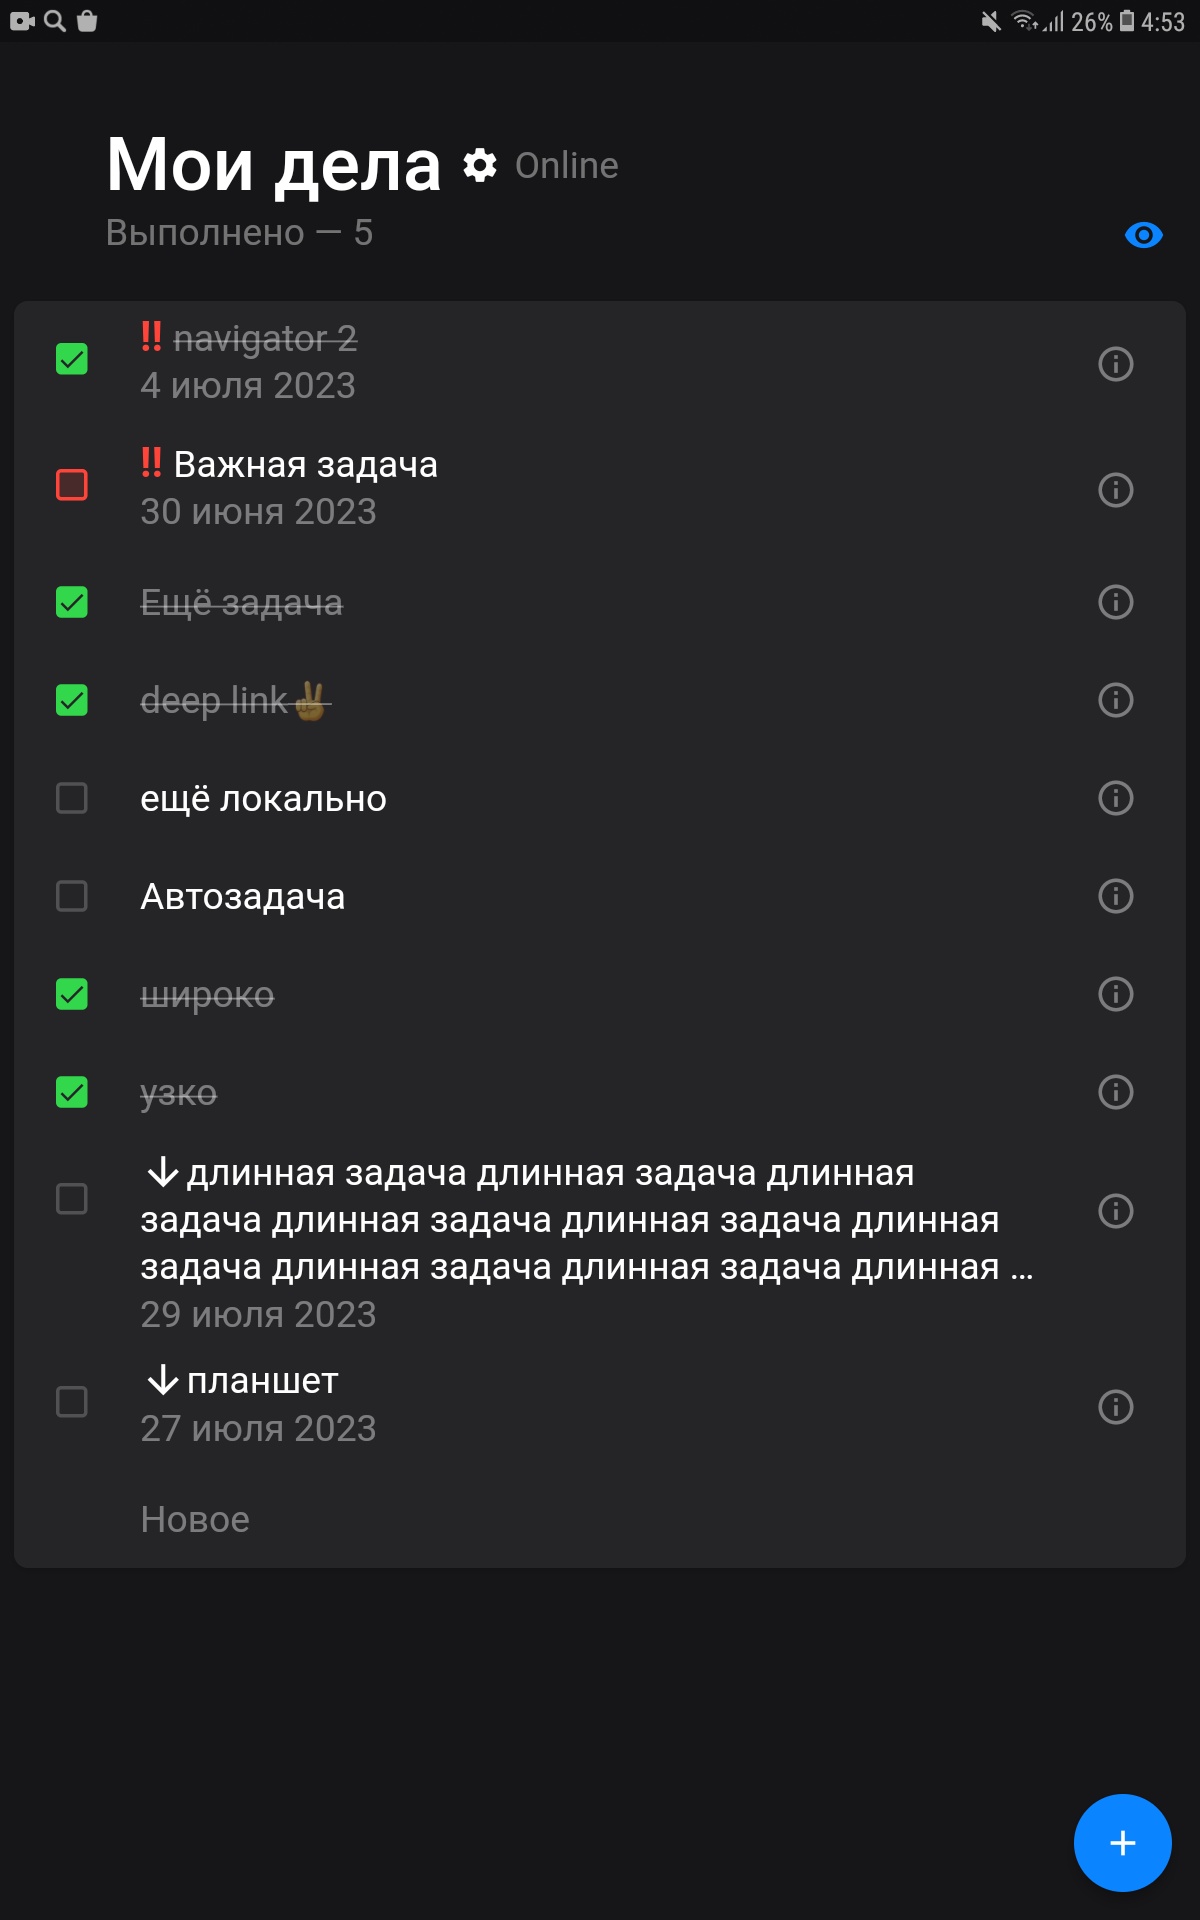 26% 4:53
Мои дела Online
Выполнено — 5
‼ navigator 2
4 июля 2023
‼ Важная задача
30 июня 2023
Ещё задача
deep link✌🏾
ещё локально
Автозадача
широко
узко
↓длинная задача длинная задача длинная
задача длинная задача длинная задача длинная
задача длинная задача длинная задача длинная ...
29 июля 2023
↓планшет
27 июля 2023
Новое